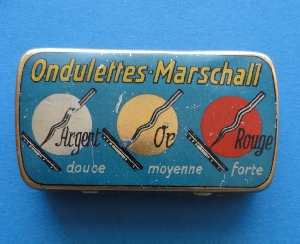 Ondulettes-Marschall
Argent Or Rouge
douce moyenne forte